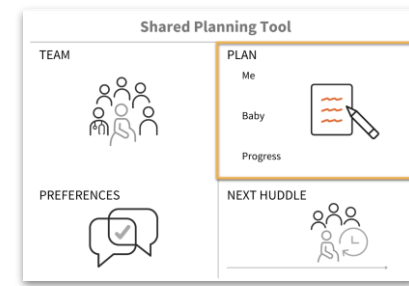 Shared Planning Tool
TEAM
PLAN
Me
Baby
Progress
PREFERENCES
NEXT HUDDLE